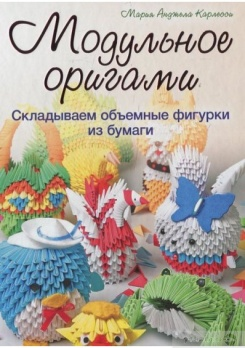 Мария Анджела Карлесси
Модульное
оригами
Складываем объемные фигурки
из бумаги